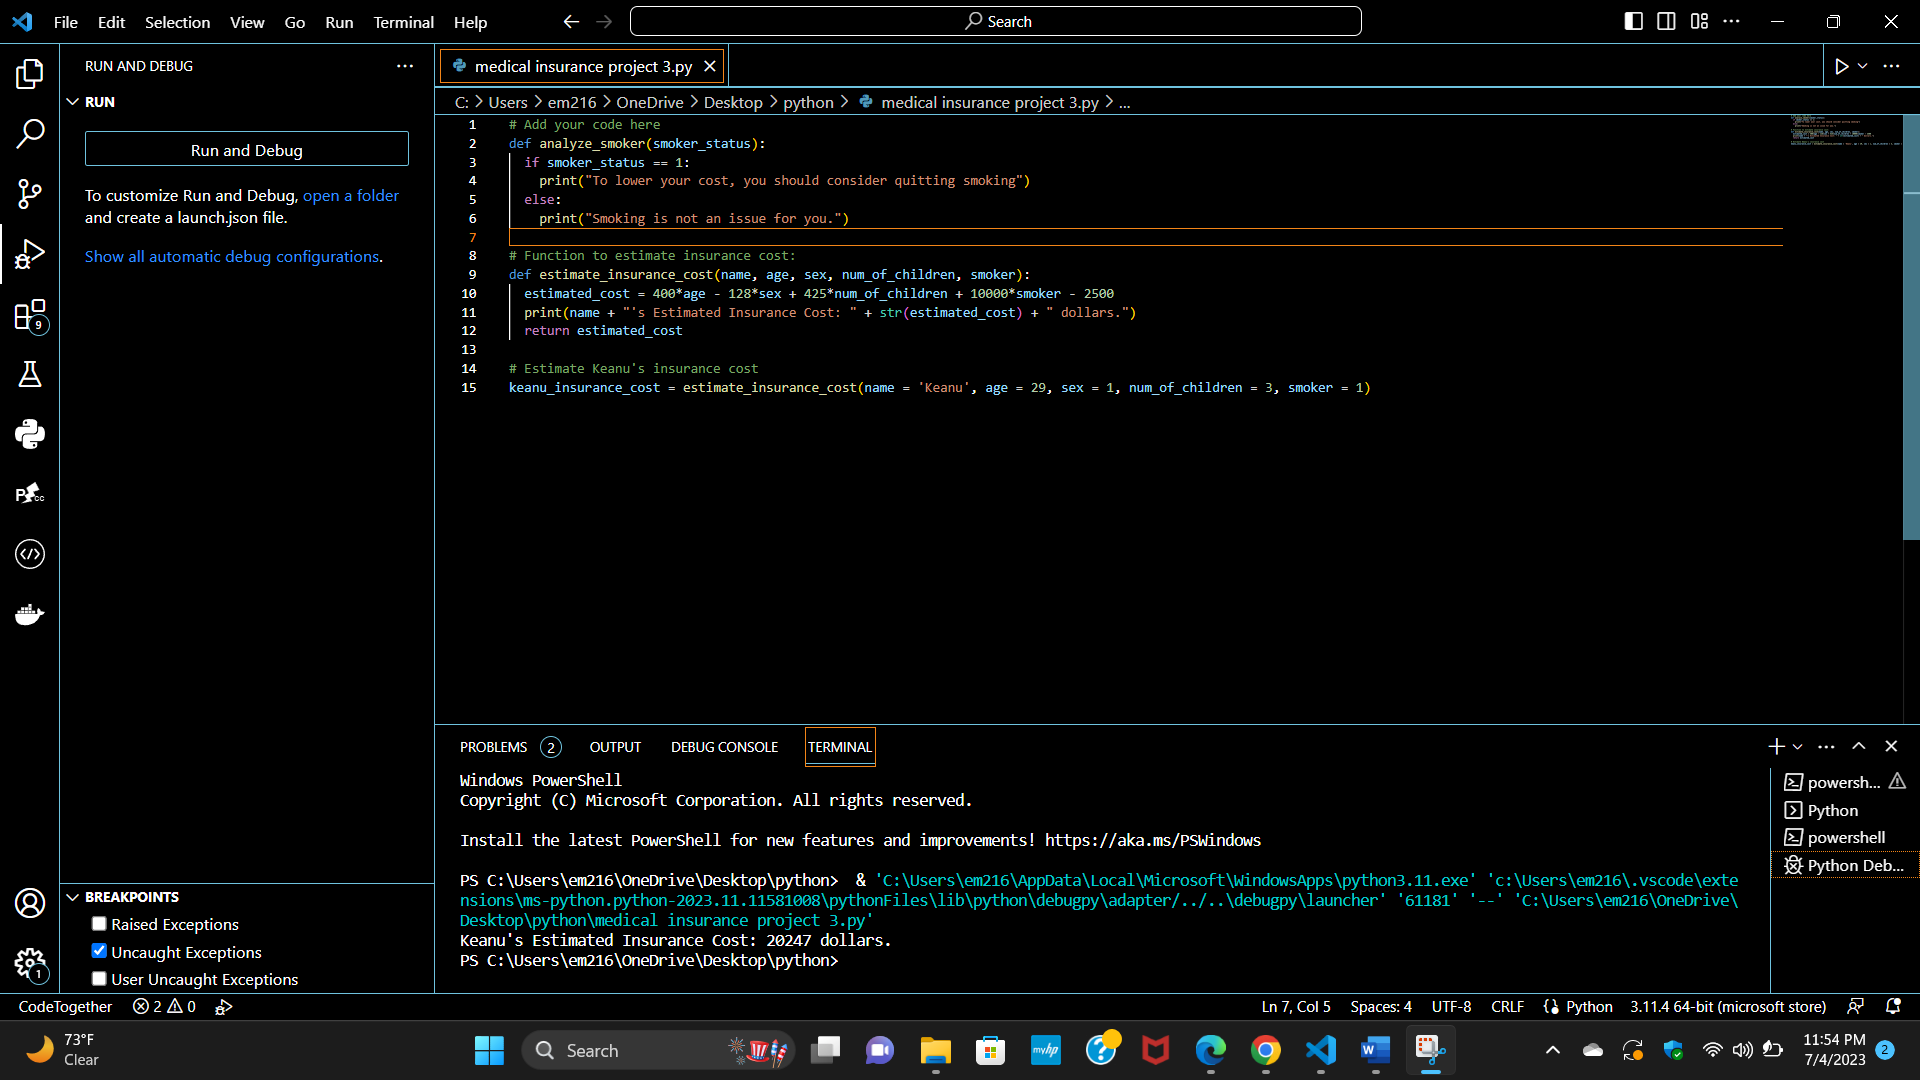 File Edit Selection View Go Run Terminal Help
Search
RUN AND DEBUG
RUN
Run and Debug
To customize Run and Debug, open a folder
and create a launch.json file.
Show all automatic debug configurations.
medical insurance project 3.py
C: > Users > em216 > OneDrive > Desktop > python > medical insurance project 3.py > ...
1 # Add your code here
2 def analyze_smoker(smoker_status):
3 if smoker_status == 1:
4 print("To lower your cost, you should consider quitting smoking")
5 else:
6 print("Smoking is not an issue for you.")
7
8 # Function to estimate insurance cost:
9 def estimate_insurance_cost(name, age, sex, num_of_children, smoker):
10 estimated_cost = 400*age - 128*sex + 425*num_of_children + 10000*smoker - 2500
11 print(name + "'s Estimated Insurance Cost: " + str(estimated_cost) + " dollars.")
12 return estimated_cost
13
14 # Estimate Keanu's insurance cost
15 keanu_insurance_cost = estimate_insurance_cost(name = 'Keanu', age = 29, sex = 1, num_of_children = 3, smoker = 1)
9
PCC
PROBLEMS 2 OUTPUT DEBUG CONSOLE TERMINAL
Windows PowerShell
Copyright (C) Microsoft Corporation. All rights reserved.
Install the latest PowerShell for new features and improvements! https://aka.ms/PSWindows
PS C:\Users\em216\OneDrive\Desktop\python> & 'C:\Users\em216\AppData\Local\Microsoft\WindowsApps\python3.11.exe' 'c:\Users\em216\.vscode\exte
nsions\ms-python.python-2023.11.11581008\pythonFiles\lib\python\debugpy\adapter/../..\debugpy\launcher' '61181' '--' 'C:\Users\em216\OneDrive\
Desktop\python\medical insurance project 3.py'
Keanu's Estimated Insurance Cost: 20247 dollars.
PS C:\Users\em216\OneDrive\Desktop\python>
powersh...
Python
powershell
Python Deb...
BREAKPOINTS
Raised Exceptions
Uncaught Exceptions
User Uncaught Exceptions
1
CodeTogether 2 0 Ln 7, Col 5 Spaces: 4 UTF-8 CRLF Python 3.11.4 64-bit (microsoft store)
73°F
Clear
Search
myhp
11:54 PM
7/4/2023
2